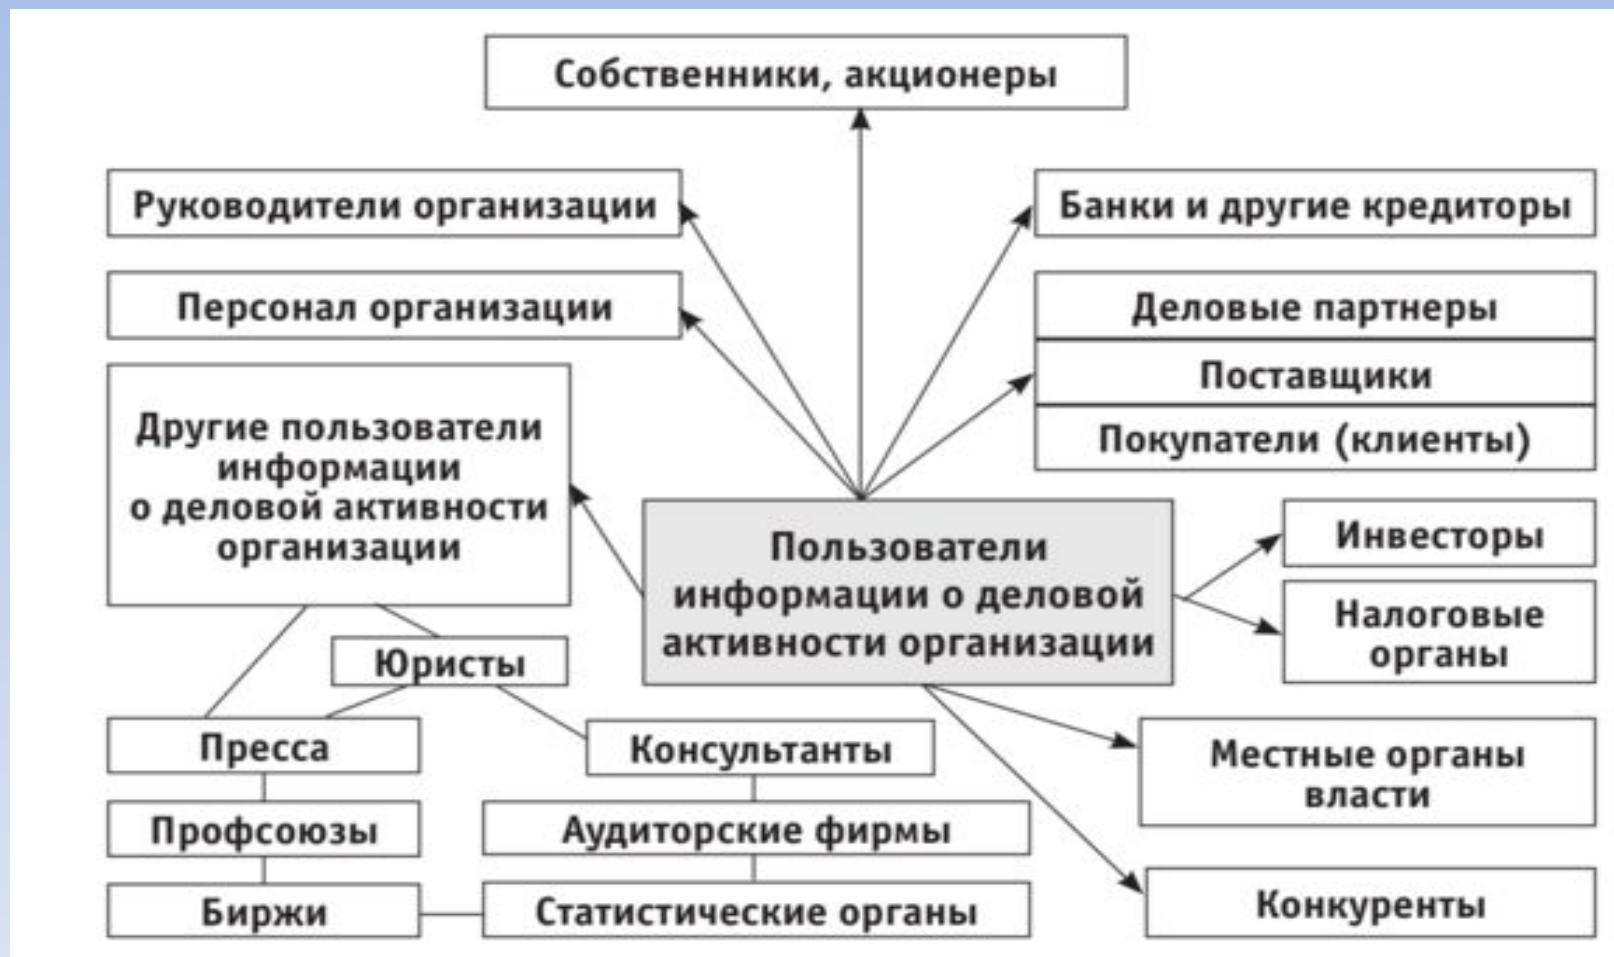 Собственники, акционеры
Руководители организации
Банки и другие кредиторы
Персонал организации
Деловые партнеры
Поставщики
Покупатели (клиенты)
Другие пользователи
информации
о деловой активности
организации
Пользователи
информации о деловой
активности организации
Инвесторы
Налоговые
органы
Юристы
Пресса
Консультанты
Местные органы
власти
Профсоюзы
Аудиторские фирмы
Биржи
Статистические органы
Конкуренты